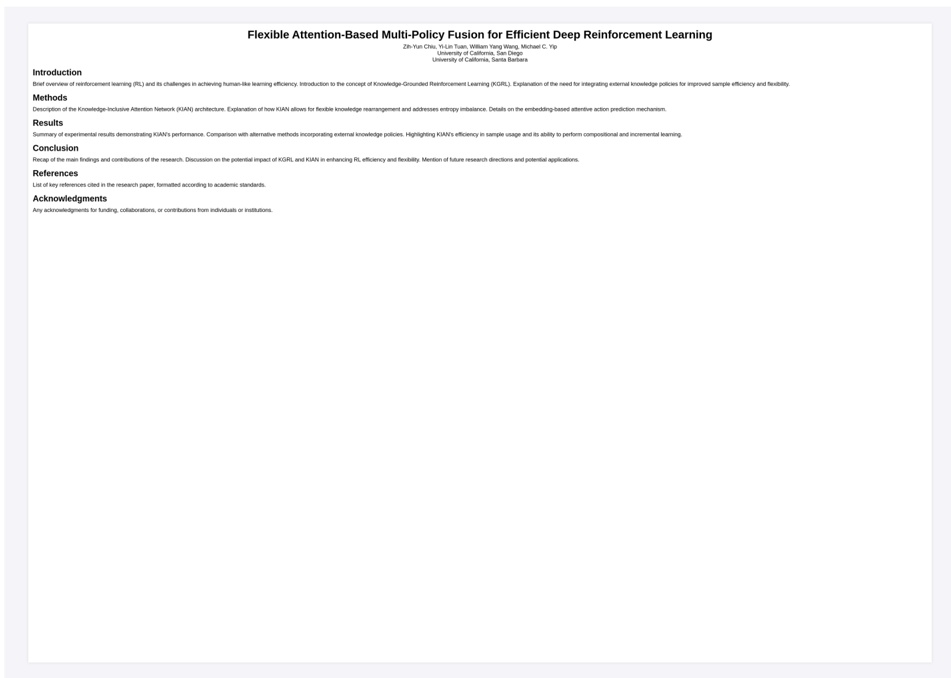 Flexible Attention-Based Multi-Policy Fusion for Efficient Deep Reinforcement Learning
Zih-Yun Chiu, Yi-Lin Tuan, William Yang Wang, Michael C. Yip
University of California, San Diego
University of California, Santa Barbara
Introduction
Brief overview of reinforcement learning (RL) and its challenges in achieving human-like learning efficiency. Introduction to the concept of Knowledge-Grounded Reinforcement Learning (KGRL). Explanation of the need for integrating external knowledge policies for improved sample efficiency and flexibility.
Methods
Description of the Knowledge-Inclusive Attention Network (KIAN) architecture. Explanation of how KIAN allows for flexible knowledge rearrangement and addresses entropy imbalance. Details on the embedding-based attentive action prediction mechanism.
Results
Summary of experimental results demonstrating KIAN's performance. Comparison with alternative methods incorporating external knowledge policies. Highlighting KIAN's efficiency in sample usage and its ability to perform compositional and incremental learning.
Conclusion
Recap of the main findings and contributions of the research. Discussion on the potential impact of KGRL and KIAN in enhancing RL efficiency and flexibility. Mention of future research directions and potential applications.
References
List of key references cited in the research paper, formatted according to academic standards.
Acknowledgments
Any acknowledgments for funding, collaborations, or contributions from individuals or institutions.